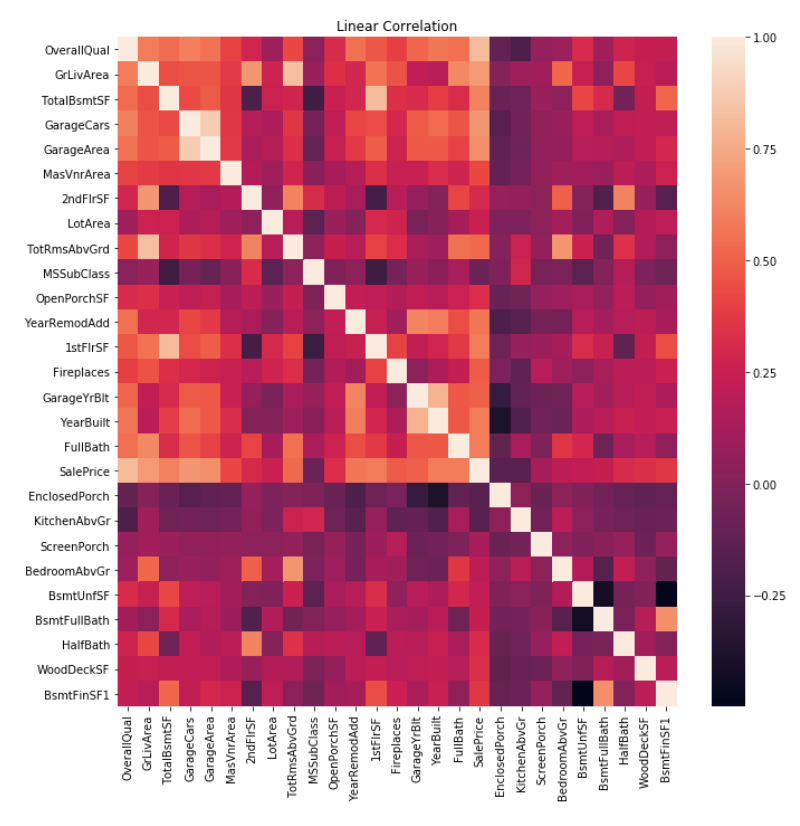 Linear Correlation
OverallQual
GrLivArea
TotalBsmtSF
GarageCars
GarageArea
MasVnrArea
2ndFlrSF
LotArea
TotRmsAbvGrd
MSSubClass
OpenPorchSF
YearRemodAdd
1stFlrSF
Fireplaces
GarageYrBlt
YearBuilt
FullBath
SalePrice
EnclosedPorch
KitchenAbvGr
ScreenPorch
BedroomAbvGr
BsmtUnfSF
BsmtFullBath
HalfBath
WoodDeckSF
BsmtFinSF1
OverallQual
GrLivArea
TotalBsmtSF
GarageCars
GarageArea
MasVnrArea
2ndFlrSF
LotArea
TotRmsAbvGrd
MSSubClass
OpenPorchSF
YearRemodAdd
1stFlrSF
Fireplaces
GarageYrBlt
YearBuilt
FullBath
SalePrice
EnclosedPorch
KitchenAbvGr
ScreenPorch
BedroomAbvGr
BsmtUnfSF
BsmtFullBath
HalfBath
WoodDeckSF
BsmtFinSF1
1.00
0.75
0.50
0.25
0.00
−0.25